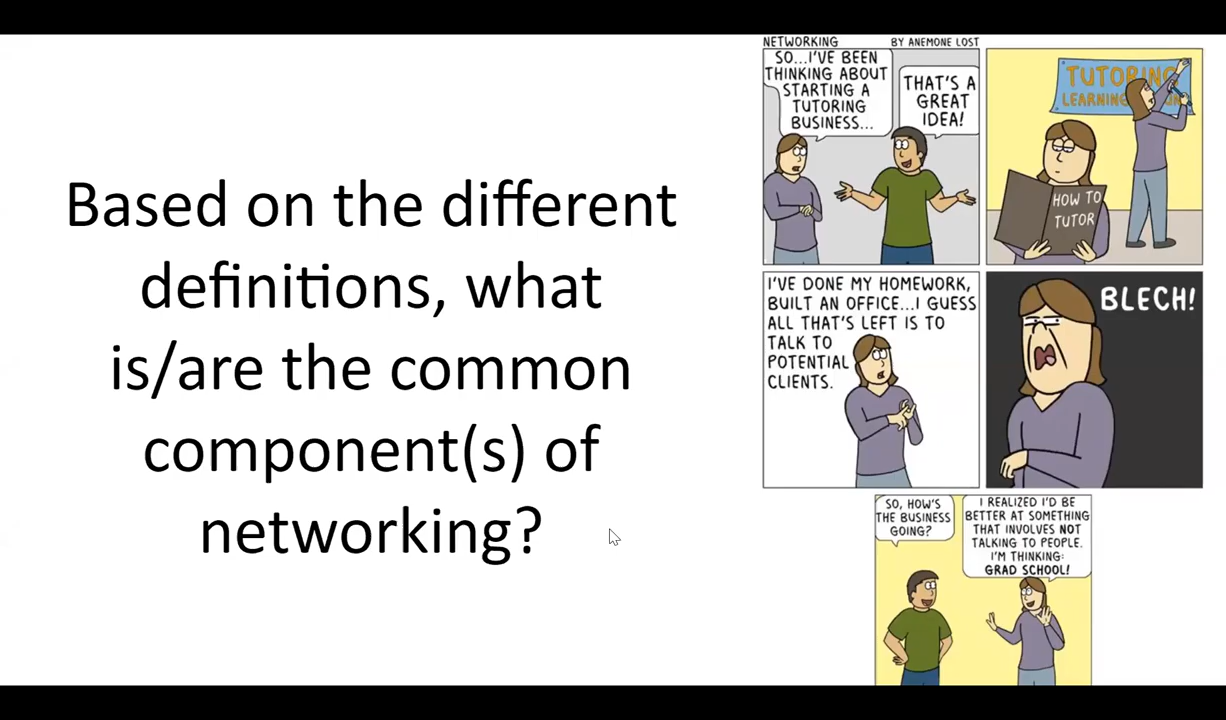 Based on the different
definitions, what
is/are the common
component(s) of
networking?
NETWORKING BY ANEMONE LOST
SO...I'VE BEEN
THINKING ABOUT
STARTING A
TUTORING
BUSINESS...
THAT'S A
GREAT
IDEA!
TUTORING
LEARNING
HOW TO
TUTOR
I'VE DONE MY HOMEWORK,
BUILT AN OFFICE...I GUESS
ALL THAT'S LEFT IS TO
TALK TO
POTENTIAL
CLIENTS.
BLECH!
SO, HOW'S
THE BUSINESS
GOING?
I REALIZED I'D BE
BETTER AT SOMETHING
THAT INVOLVES NOT
TALKING TO PEOPLE.
I'M THINKING:
GRAD SCHOOL!